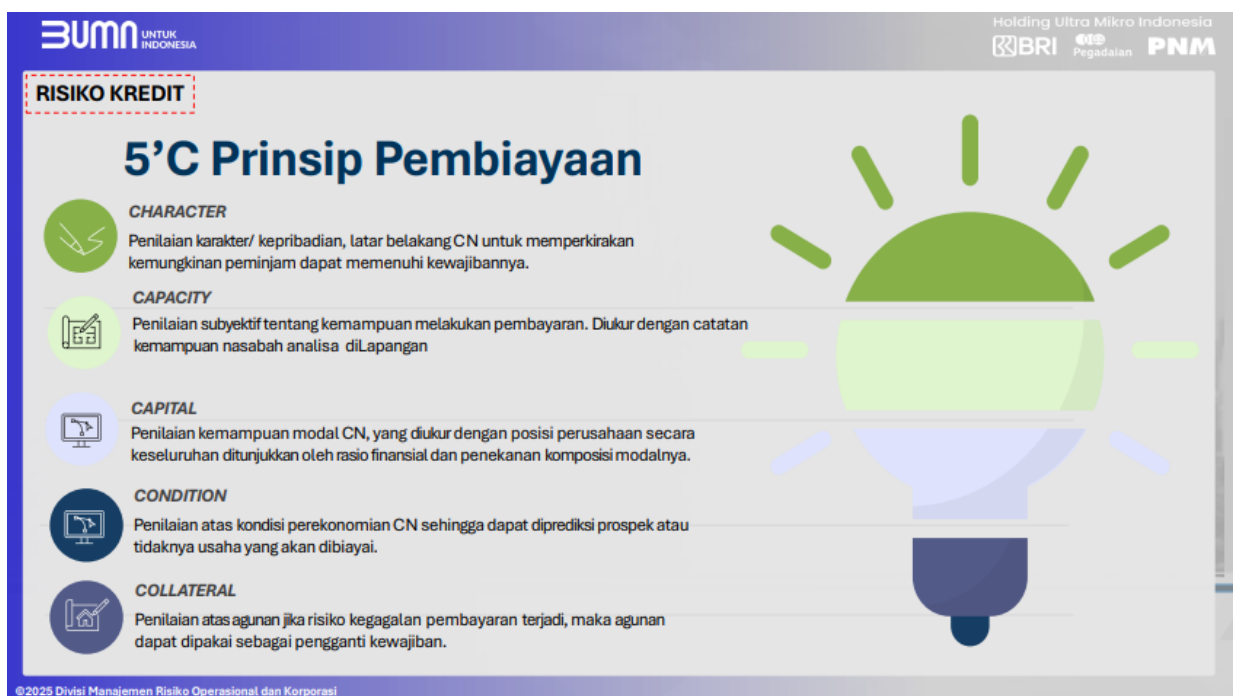 BUMN UNTUK
INDONESIA
Holding Ultra Mikro Indonesia
BRI Pegadaian PNM
RISIKO KREDIT
5’C Prinsip Pembiayaan
CHARACTER
Penilaian karakter/ kepribadian, latar belakang CN untuk memperkirakan
kemungkinan peminjam dapat memenuhi kewajibannya.
CAPACITY
Penilaian subyektif tentang kemampuan melakukan pembayaran. Diukur dengan catatan
kemampuan nasabah analisa diLapangan
CAPITAL
Penilaian kemampuan modal CN, yang diukur dengan posisi perusahaan secara
keseluruhan ditunjukkan oleh rasio finansial dan penekanan komposisi modalnya.
CONDITION
Penilaian atas kondisi perekonomian CN sehingga dapat diprediksi prospek atau
tidaknya usaha yang akan dibiayai.
COLLATERAL
Penilaian atas agunan jika risiko kegagalan pembayaran terjadi, maka agunan
dapat dipakai sebagai pengganti kewajiban.
©2025 Divisi Manajemen Risiko Operasional dan Korporasi